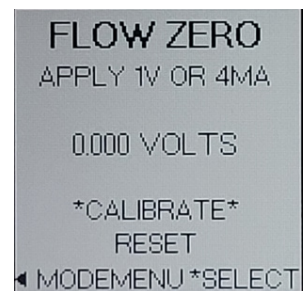 FLOW ZERO
APPLY 1V OR 4MA
0.000 VOLTS
*CALIBRATE*
RESET
◄ MODEMENU *SELECT